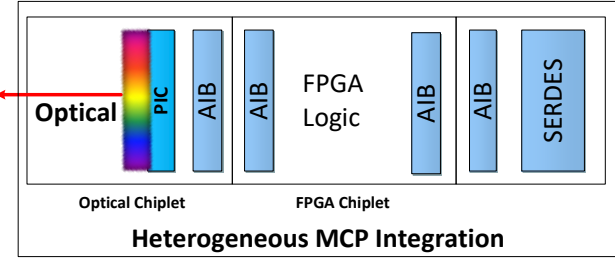 Optical
PIC
AIB
AIB
FPGA
Logic
AIB
AIB
SERDES
Optical Chiplet
FPGA Chiplet
Heterogeneous MCP Integration